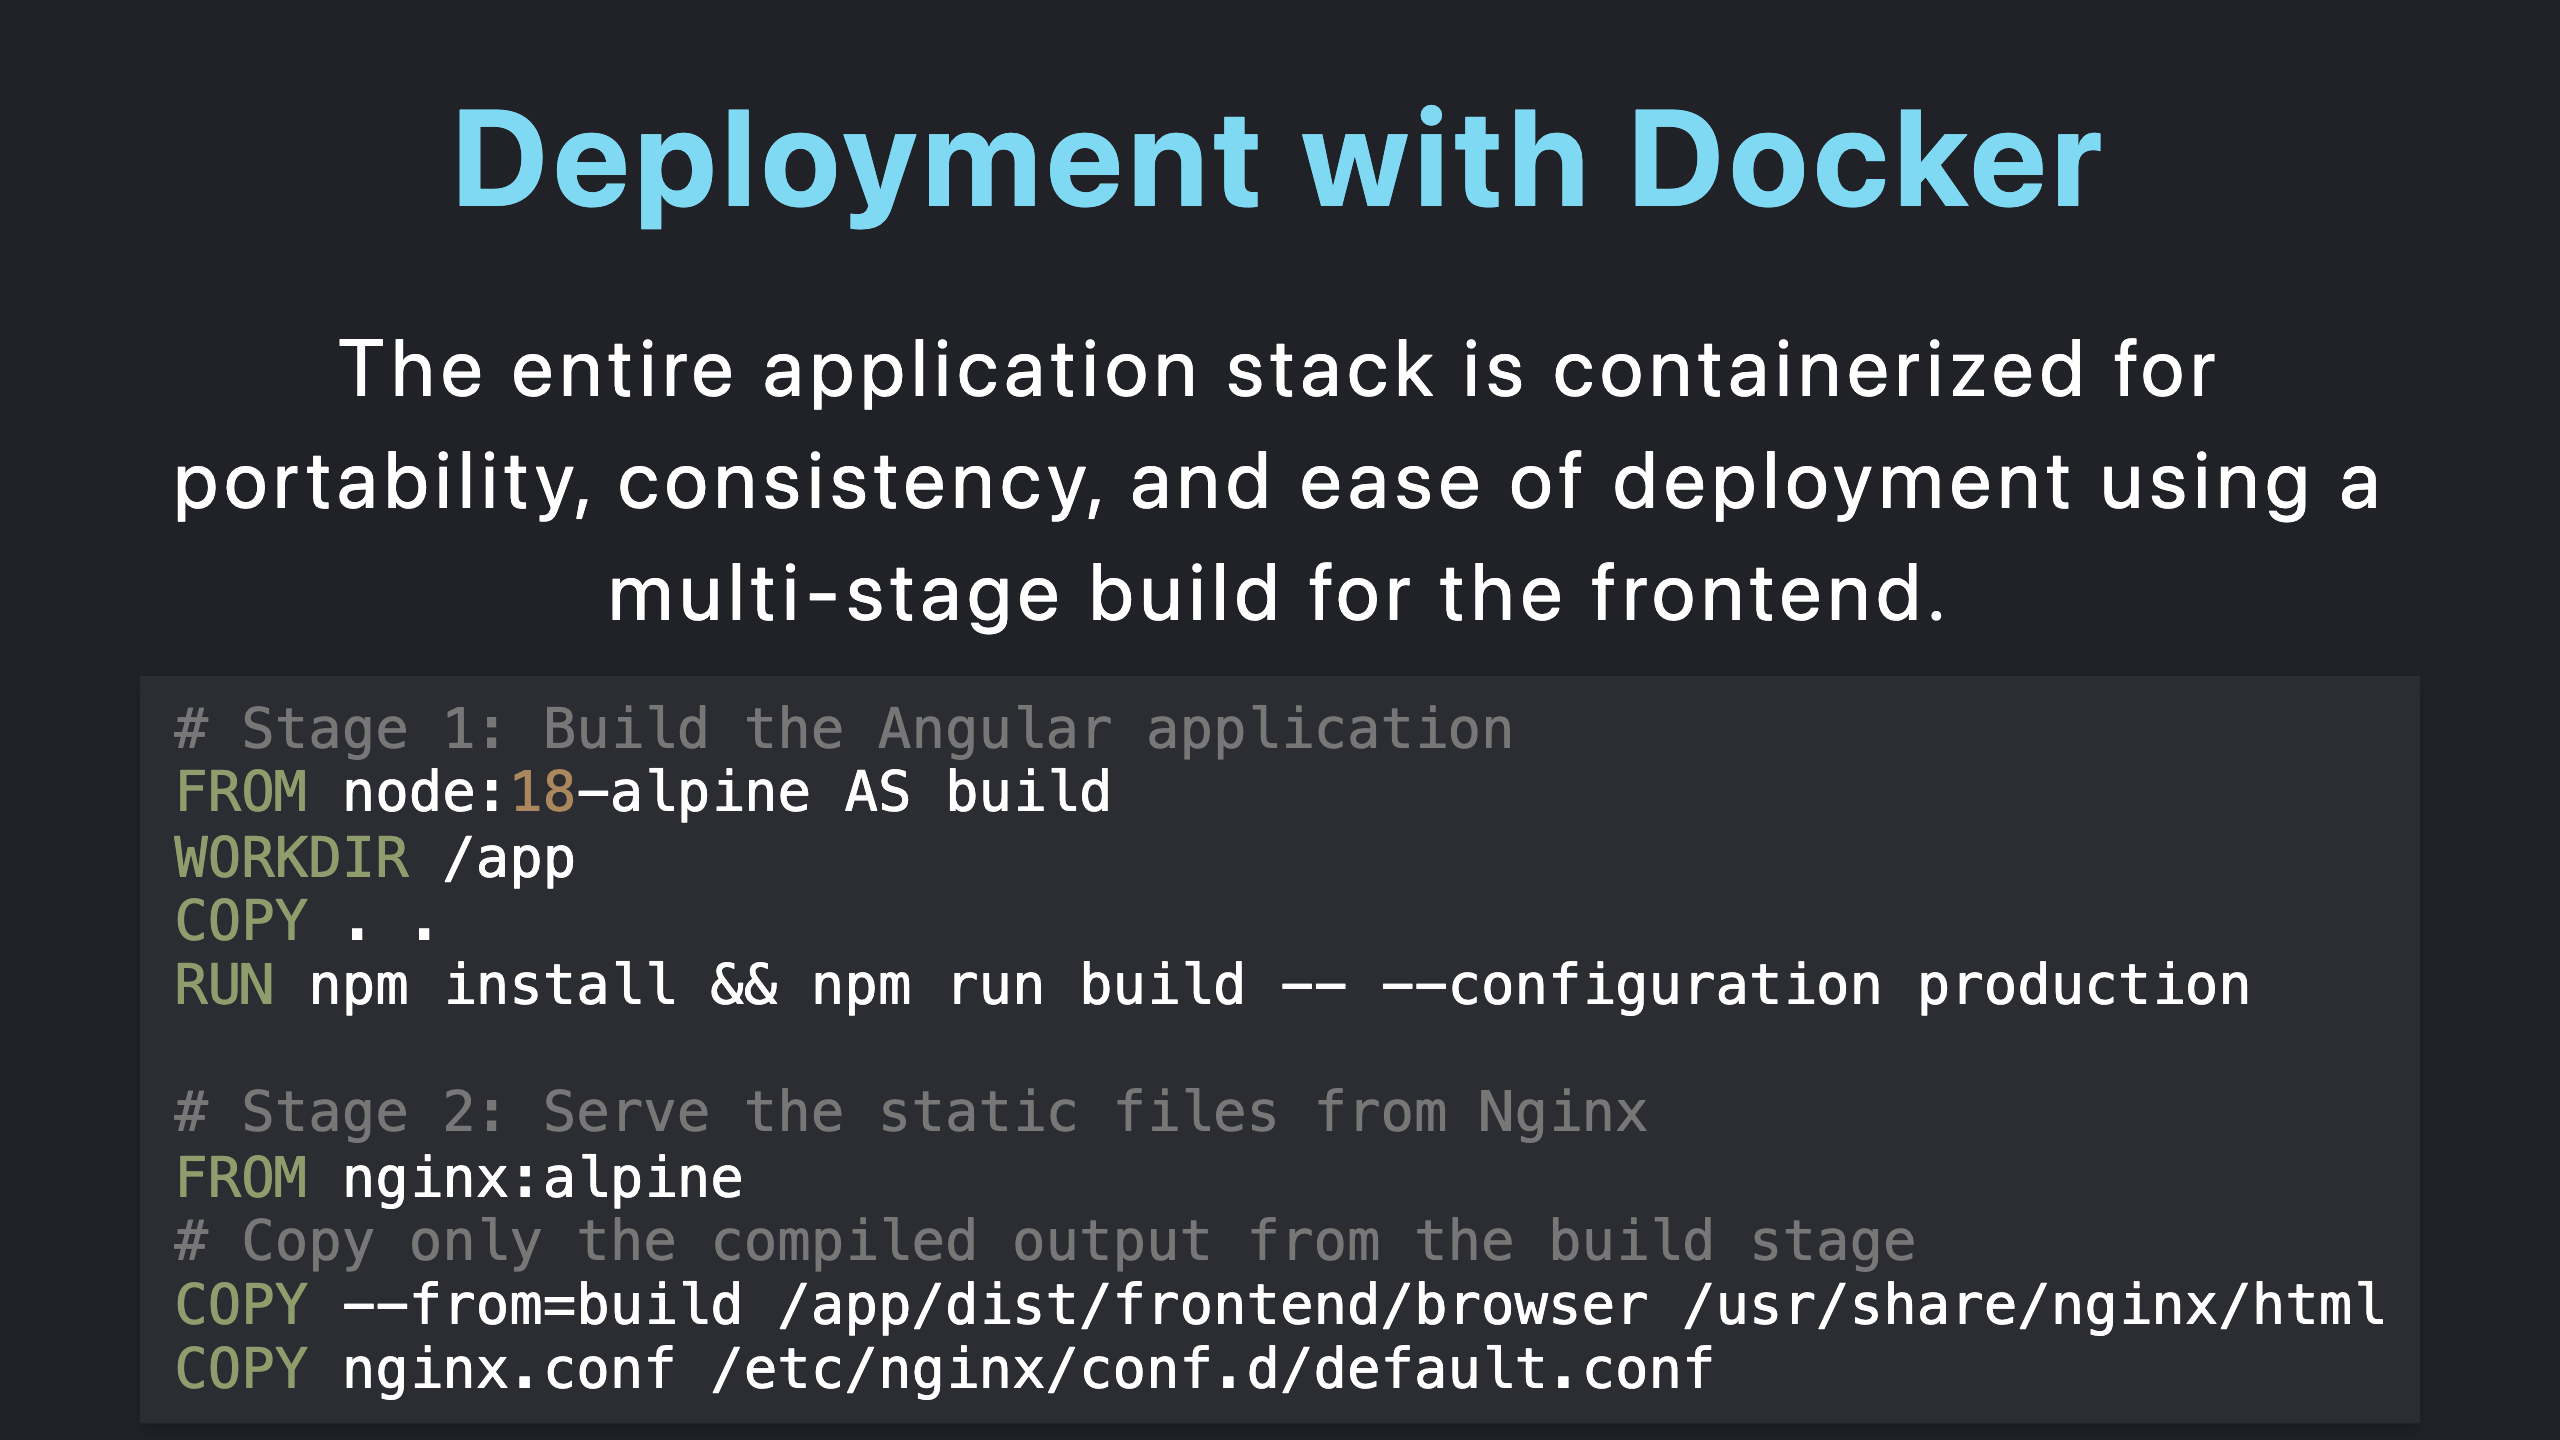 Deployment with Docker
The entire application stack is containerized for
portability, consistency, and ease of deployment using a
multi-stage build for the frontend.
# Stage 1: Build the Angular application
FROM node:18-alpine AS build
WORKDIR /app
COPY . .
RUN npm install && npm run build -- --configuration production
# Stage 2: Serve the static files from Nginx
FROM nginx:alpine
# Copy only the compiled output from the build stage
COPY --from=build /app/dist/frontend/browser /usr/share/nginx/html
COPY nginx.conf /etc/nginx/conf.d/default.conf